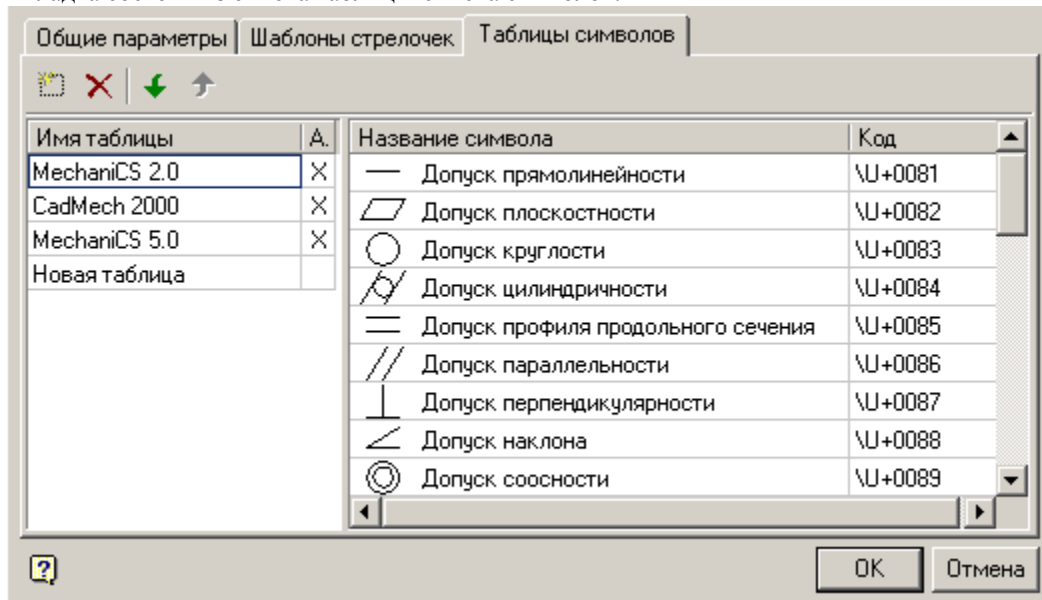 Общие параметры Шаблоны стрелочек Таблицы символов
Имя таблицы А. Название символа Код
MechaniCS 2.0 X Допуск прямолинейности \U+0081
CadMech 2000 X Допуск плоскостности \U+0082
MechaniCS 5.0 X Допуск круглости \U+0083
Новая таблица Допуск цилиндричности \U+0084
Допуск профиля продольного сечения \U+0085
Допуск параллельности \U+0086
Допуск перпендикулярности \U+0087
Допуск наклона \U+0088
Допуск соосности \U+0089
OK Отмена